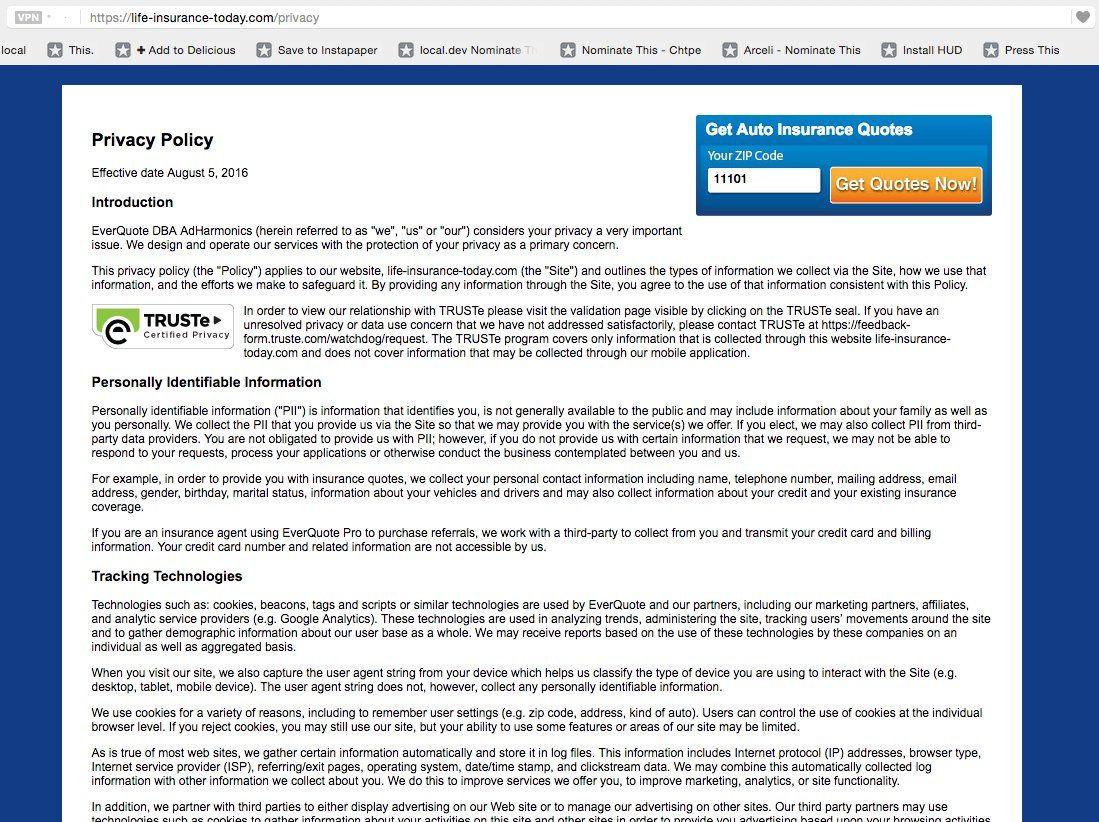 VPN
https://life-insurance-today.com/privacy
local
This.
+ Add to Delicious
Save to Instapaper
local.dev Nominate
Nominate This - Chtpe
Arceli - Nominate This
Install HUD
Press This
Privacy Policy
Get Auto Insurance Quotes
Your ZIP Code
11101
Get Quotes Now!
Effective date August 5, 2016
Introduction
EverQuote DBA AdHarmonics (herein referred to as "we", "us" or "our") considers your privacy a very important
issue. We design and operate our services with the protection of your privacy as a primary concern.
This privacy policy (the "Policy") applies to our website, life-insurance-today.com (the "Site") and outlines the types of information we collect via the Site, how we use that
information, and the efforts we make to safeguard it. By providing any information through the Site, you agree to the use of that information consistent with this Policy.
TRUSTe
Certified Privacy
In order to view our relationship with TRUSTe please visit the validation page visible by clicking on the TRUSTe seal. If you have an
unresolved privacy or data use concern that we have not addressed satisfactorily, please contact TRUSTe at https://feedback-
form.truste.com/watchdog/request. The TRUSTe program covers only information that is collected through this website life-insurance-
today.com and does not cover information that may be collected through our mobile application.
Personally Identifiable Information
Personally identifiable information ("PII") is information that identifies you, is not generally available to the public and may include information about your family as well as
you personally. We collect the PII that you provide us via the Site so that we may provide you with the service(s) we offer. If you elect, we may also collect PII from third-
party data providers. You are not obligated to provide us with PII; however, if you do not provide us with certain information that we request, we may not be able to
respond to your requests, process your applications or otherwise conduct the business contemplated between you and us.
For example, in order to provide you with insurance quotes, we collect your personal contact information including name, telephone number, mailing address, email
address, gender, birthday, marital status, information about your vehicles and drivers and may also collect information about your credit and your existing insurance
coverage.
If you are an insurance agent using EverQuote Pro to purchase referrals, we work with a third-party to collect from you and transmit your credit card and billing
information. Your credit card number and related information are not accessible by us.
Tracking Technologies
Technologies such as: cookies, beacons, tags and scripts or similar technologies are used by EverQuote and our partners, including our marketing partners, affiliates,
and analytic service providers (e.g. Google Analytics). These technologies are used in analyzing trends, administering the site, tracking users' movements around the site
and to gather demographic information about our user base as a whole. We may receive reports based on the use of these technologies by these companies on an
individual as well as aggregated basis.
When you visit our site, we also capture the user agent string from your device which helps us classify the type of device you are using to interact with the Site (e.g.
desktop, tablet, mobile device). The user agent string does not, however, collect any personally identifiable information.
We use cookies for a variety of reasons, including to remember user settings (e.g. zip code, address, kind of auto). Users can control the use of cookies at the individual
browser level. If you reject cookies, you may still use our site, but your ability to use some features or areas of our site may be limited.
As is true of most web sites, we gather certain information automatically and store it in log files. This information includes Internet protocol (IP) addresses, browser type,
Internet service provider (ISP), referring/exit pages, operating system, date/time stamp, and clickstream data. We may combine this automatically collected log
information with other information we collect about you. We do this to improve services we offer you, to improve marketing, analytics, or site functionality.
In addition, we partner with third parties to either display advertising on our Web site or to manage our advertising on other sites. Our third party partners may use
technologies such as cookies to gather information about your activities on this site and other sites in order to provide you advertising based upon your browsing activities